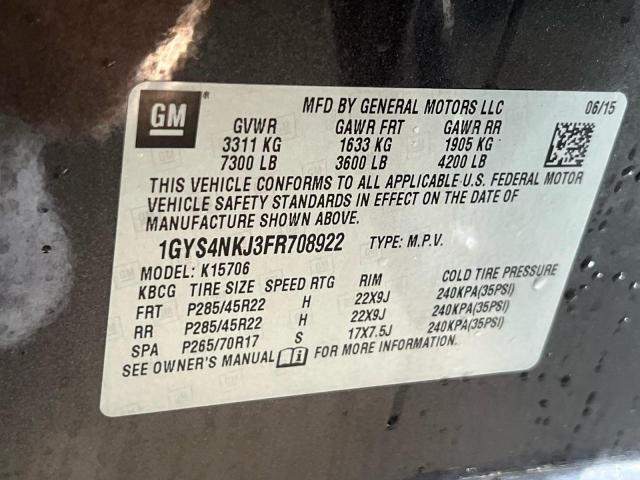 GM ®
MFD BY GENERAL MOTORS LLC 06/15
GVWR GAWR FRT GAWR RR
3311 KG 1633 KG 1905 KG
7300 LB 3600 LB 4200 LB
THIS VEHICLE CONFORMS TO ALL APPLICABLE U.S. FEDERAL MOTOR
VEHICLE SAFETY STANDARDS IN EFFECT ON THE DATE OF
MANUFACTURE SHOWN ABOVE.
1GYS4NKJ3FR708922 TYPE: M.P.V.
MODEL: K15706
KBCG TIRE SIZE SPEED RTG RIM COLD TIRE PRESSURE
FRT P285/45R22 H 22X9J 240KPA(35PSI)
RR P285/45R22 H 22X9J 240KPA(35PSI)
SPA P265/70R17 S 17X7.5J 240KPA(35PSI)
SEE OWNER'S MANUAL i FOR MORE INFORMATION.